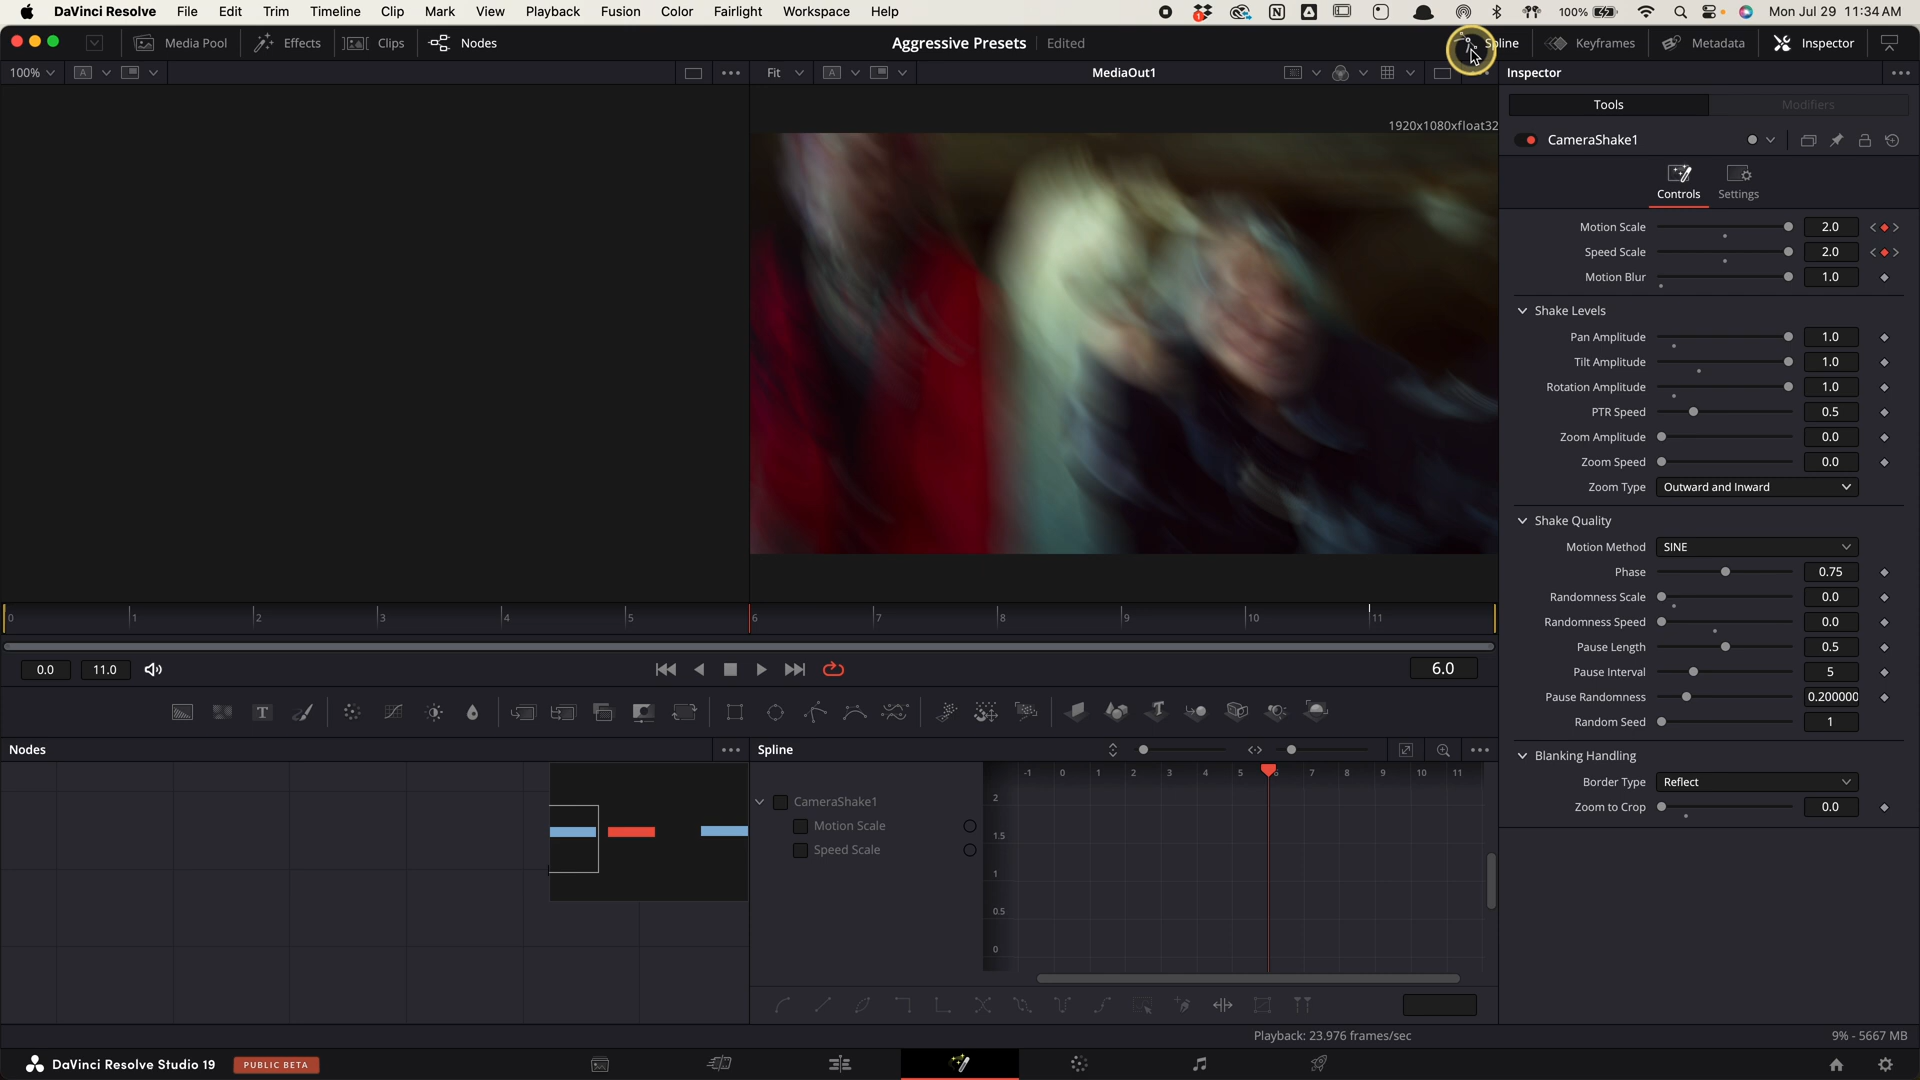 DaVinci Resolve File Edit Trim Timeline Clip Mark View Playback Fusion Color Fairlight Workspace Help 100% Mon Jul 29 11:34 AM
Media Pool Effects Clips Nodes Aggressive Presets Edited Spline Keyframes Metadata Inspector
100% A Fit A MediaOut1 Inspector
Tools Modifiers
1920x1080xfloat32
CameraShake1
Controls Settings
Motion Scale 2.0
Speed Scale 2.0
Motion Blur 1.0
Shake Levels
Pan Amplitude 1.0
Tilt Amplitude 1.0
Rotation Amplitude 1.0
PTR Speed 0.5
Zoom Amplitude 0.0
Zoom Speed 0.0
Zoom Type Outward and Inward
Shake Quality
Motion Method SINE
Phase 0.75
Randomness Scale 0.0
Randomness Speed 0.0
Pause Length 0.5
Pause Interval 5
Pause Randomness 0.200000
Random Seed 1
Blanking Handling
Border Type Reflect
Zoom to Crop 0.0
0 1 2 3 4 5 6 7 8 9 10 11
0.0 11.0 6.0
T T
Nodes Spline
-1 0 1 2 3 4 5 6 7 8 9 10 11
CameraShake1
Motion Scale
Speed Scale
2
1.5
1
0.5
0
Playback: 23.976 frames/sec 9% - 5667 MB
DaVinci Resolve Studio 19 PUBLIC BETA